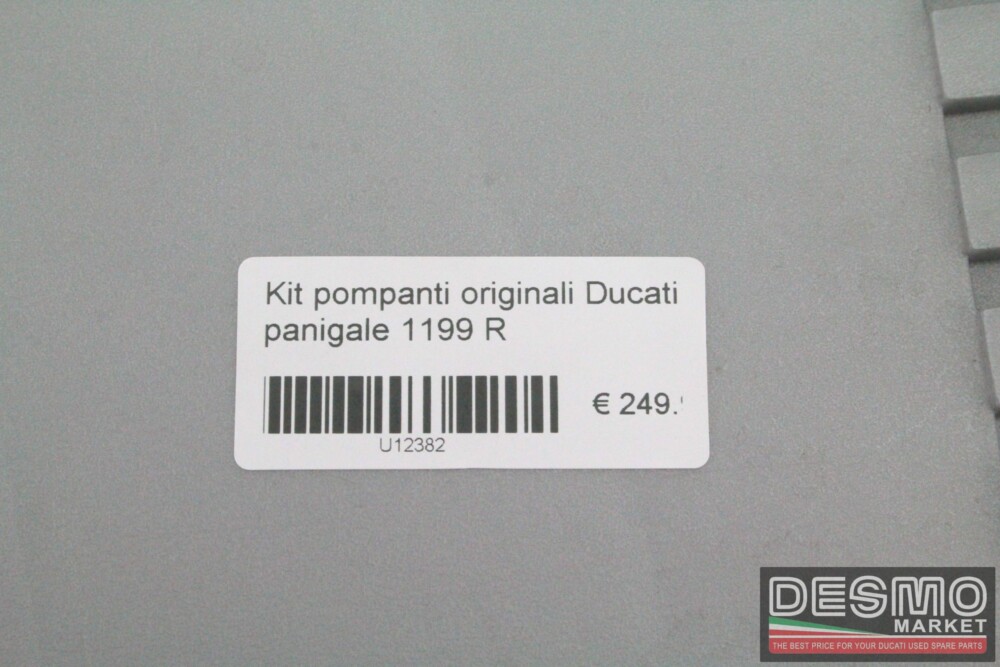 Kit pompanti originali Ducati
panigale 1199 R
€ 249.
U12382
DESMO
MARKET
THE BEST PRICE FOR YOUR DUCATI USED SPARE PARTS